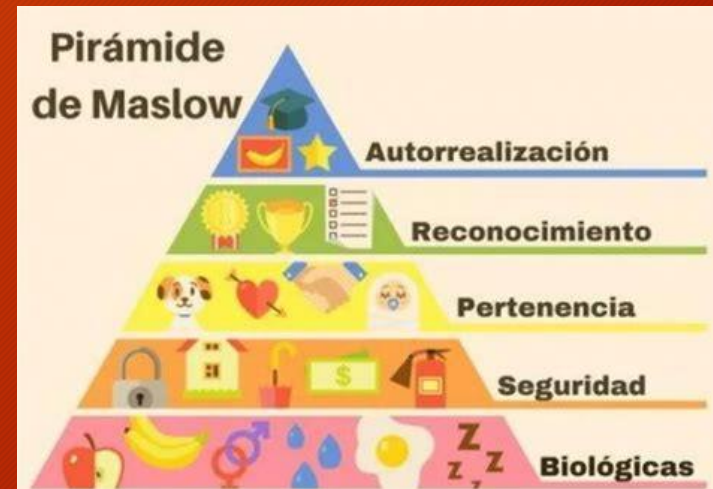 Pirámide
de Maslow
Autorrealización
Reconocimiento
Pertenencia
$
Seguridad
Z
Z Z
Z
Biológicas